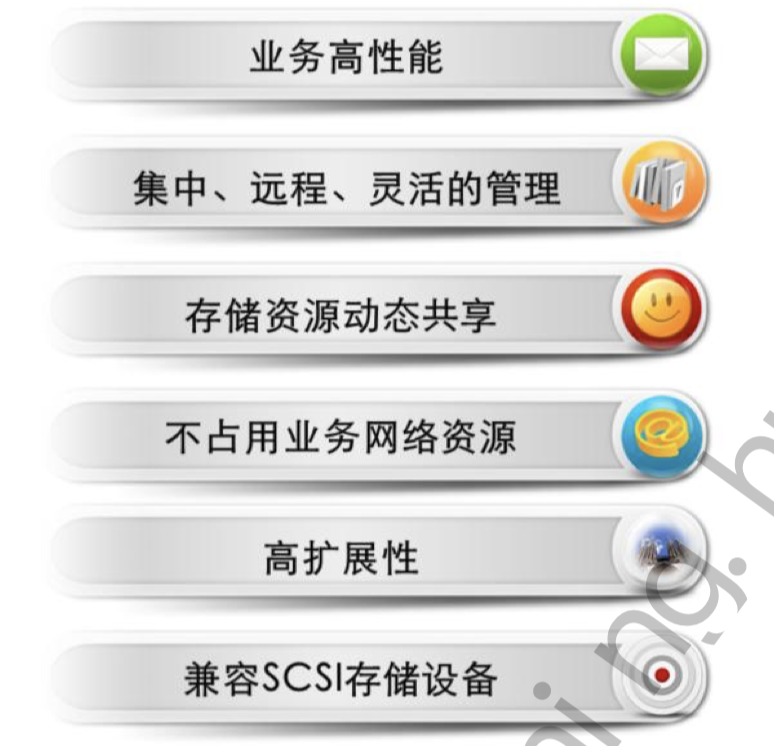 业务高性能
集中、远程、灵活的管理
存储资源动态共享
不占用业务网络资源
高扩展性
兼容SCSI存储设备